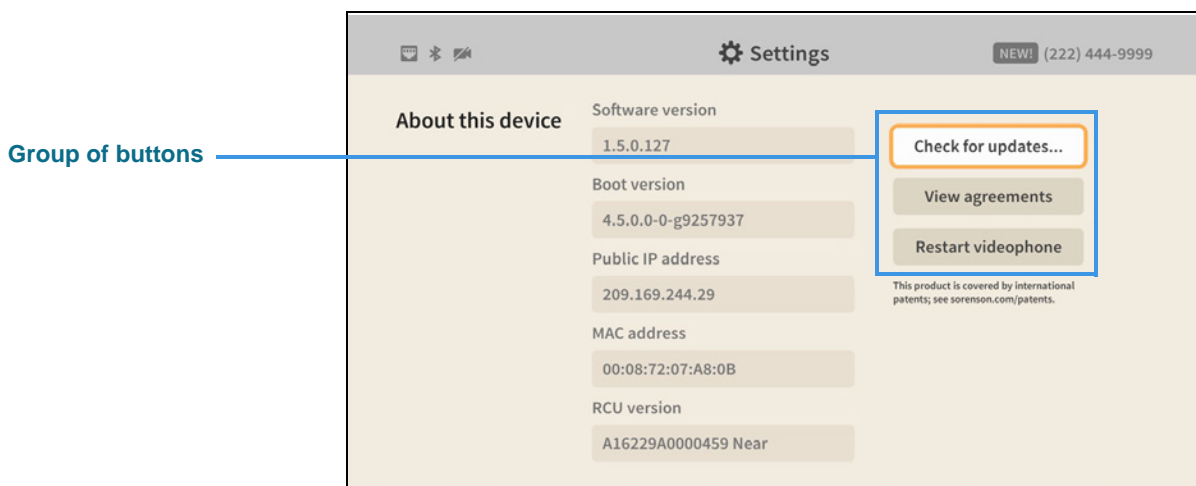 Settings
NEW! (222) 444-9999
Group of buttons
About this device
Software version
1.5.0.127
Boot version
4.5.0.0-0-g9257937
Public IP address
209.169.244.29
MAC address
00:08:72:07:A8:0B
RCU version
A16229A0000459 Near
Check for updates...
View agreements
Restart videophone
This product is covered by international
patents; see sorenson.com/patents.